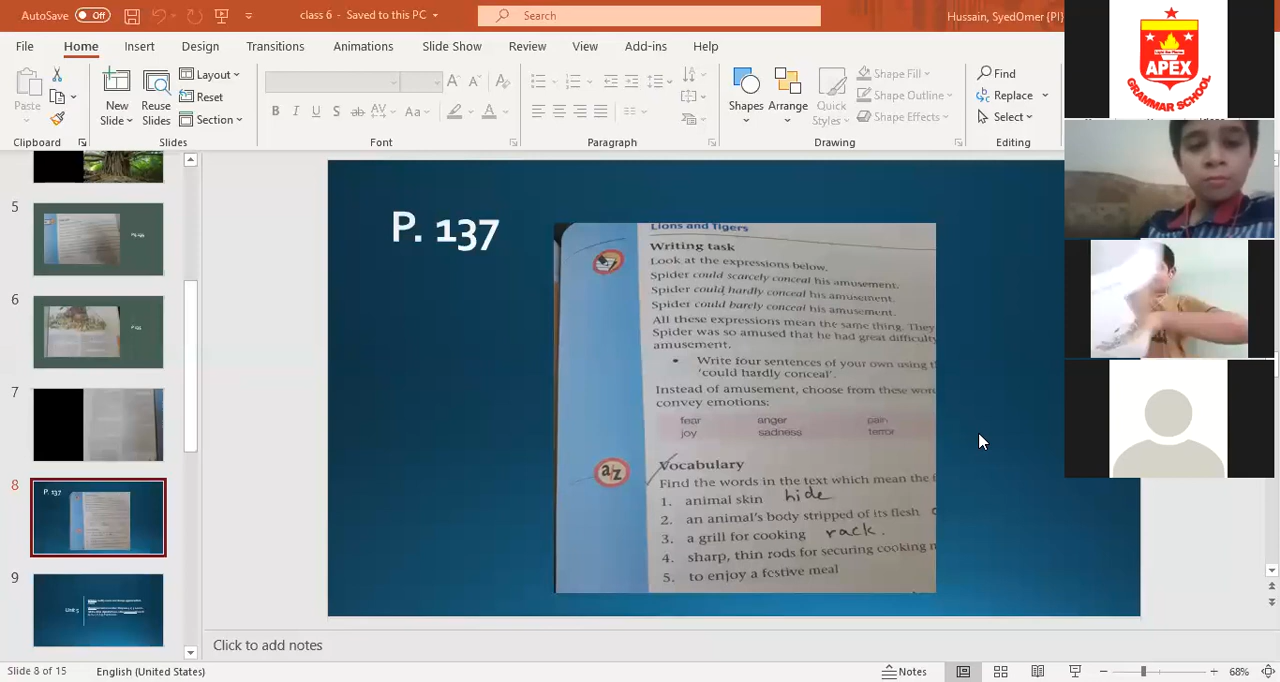 AutoSave Off class 6 - Saved to this PC Search Hussain, SyedOmer (PI)
File Home Insert Design Transitions Animations Slide Show Review View Add-ins Help
Paste New Slide Reuse Slides Layout Reset Section
Shapes Arrange Quick Styles Shape Fill Shape Outline Shape Effects
Find Replace Select
Clipboard Slides Font Paragraph Drawing Editing
APEX
GRAMMAR SCHOOL
5
6
7
8
P. 137
9
Unit 5
P. 137
Lions and Tigers
Writing task
Look at the expressions below.
Spider could scarcely conceal his amusement.
Spider could hardly conceal his amusement.
Spider could barely conceal his amusement.
All these expressions mean the same thing. They
Spider was so amused that he had great difficulty
amusement.
• Write four sentences of your own using
'could hardly conceal'.
Instead of amusement, choose from these
convey emotions:
fear anger pain
joy sadness terror
a/z
Vocabulary
Find the words in the text which mean the
1. animal skin hide
2. an animal's body stripped of its flesh
3. a grill for cooking rack.
4. sharp, thin rods for securing cooking
5. to enjoy a festive meal
Click to add notes
Slide 8 of 15 English (United States) Notes 68%